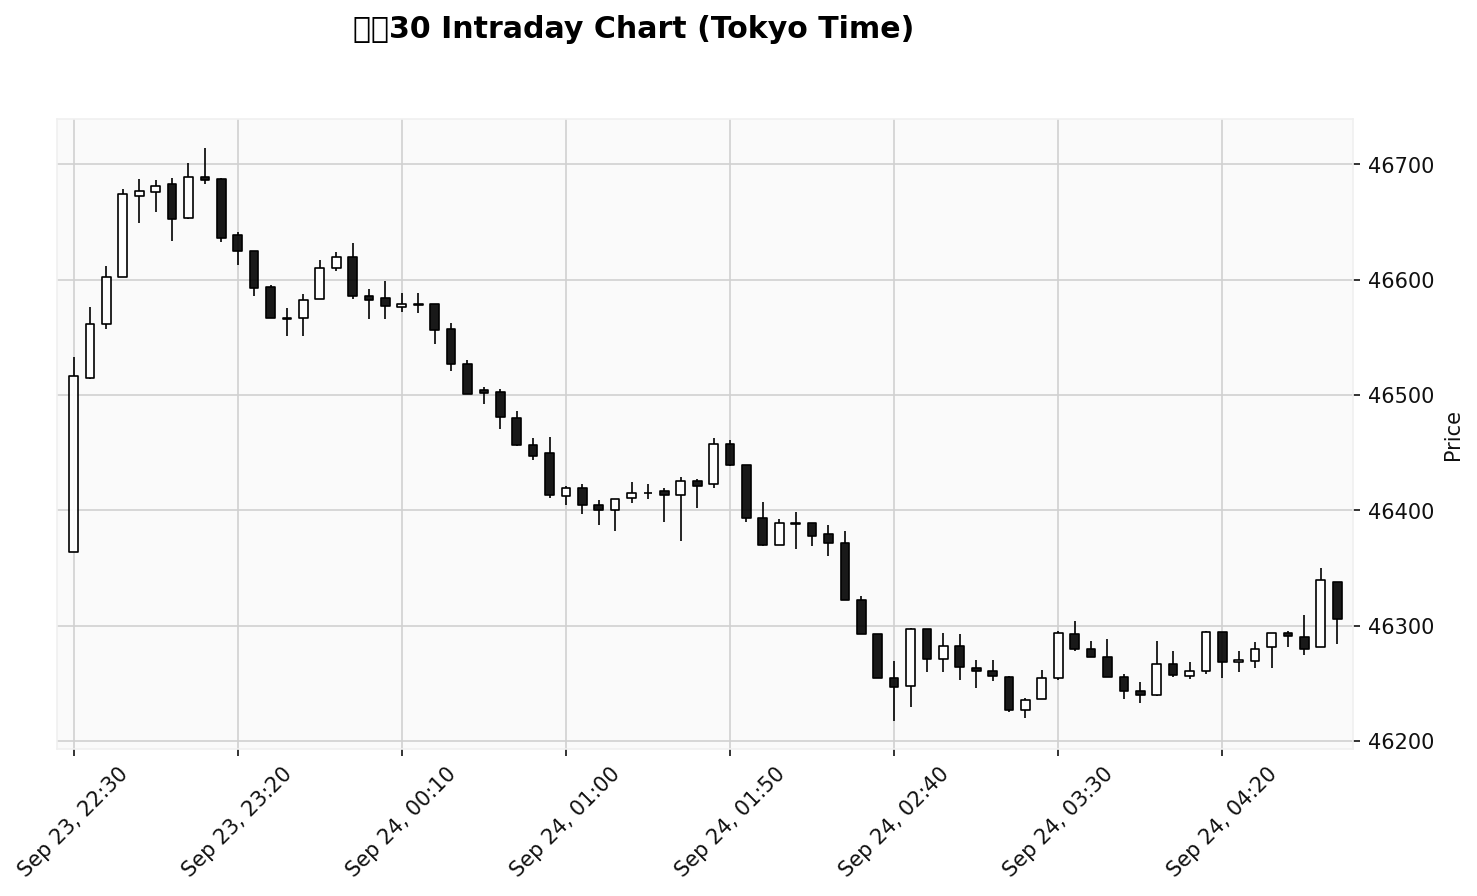 30 Intraday Chart (Tokyo Time)
46700
46600
46500
46400
46300
46200
Price
Sep 23, 22:30
Sep 23, 23:20
Sep 24, 00:10
Sep 24, 01:00
Sep 24, 01:50
Sep 24, 02:40
Sep 24, 03:30
Sep 24, 04:20